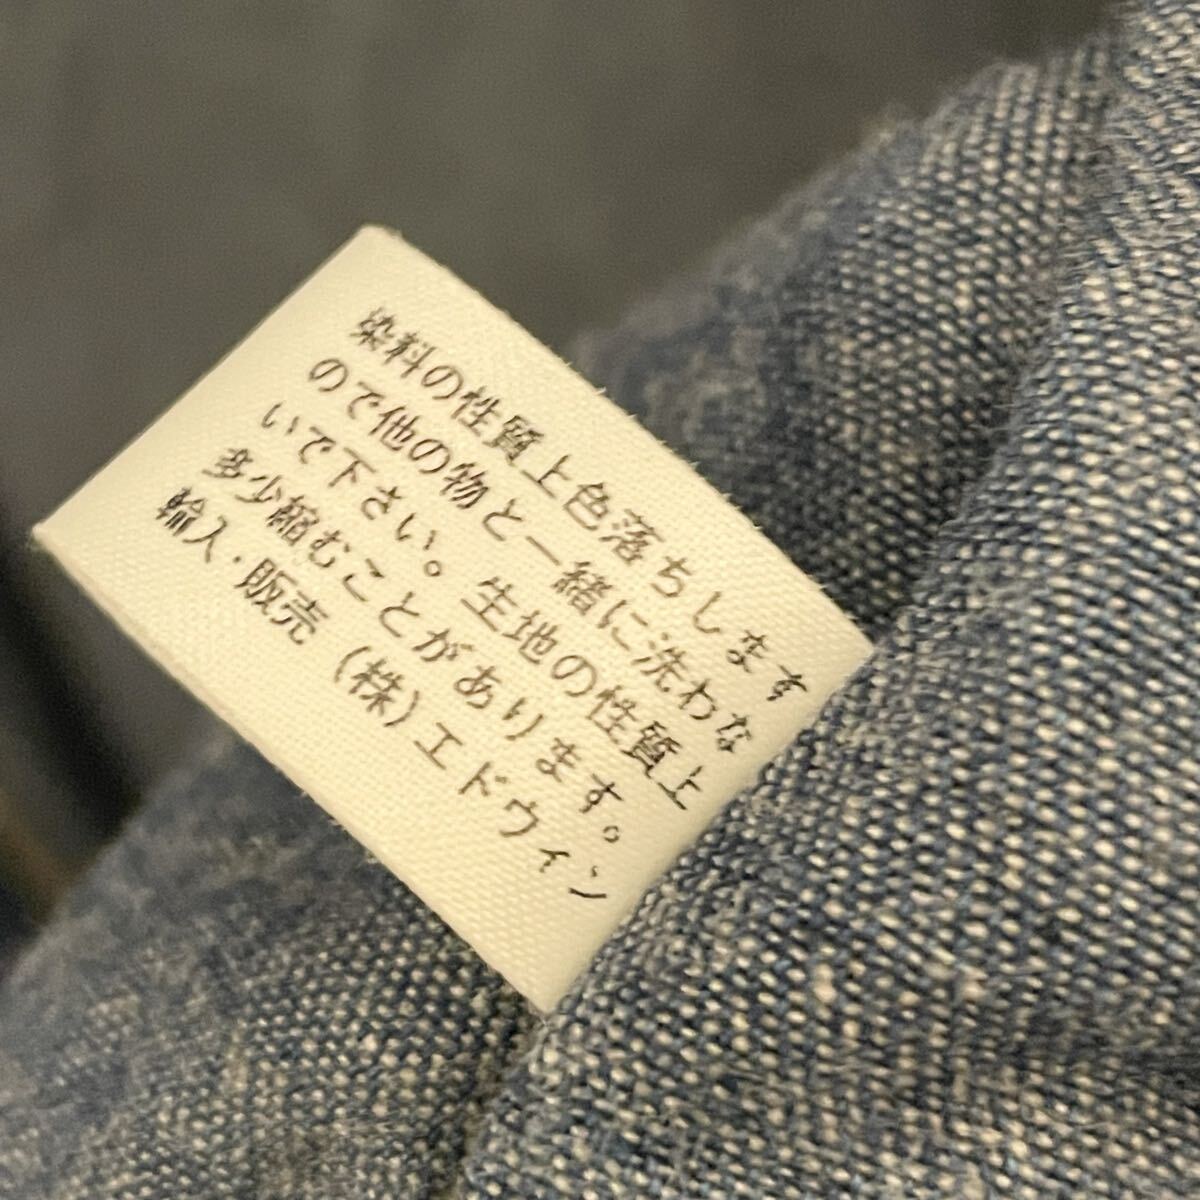 染料の性質上色落ちします
ので他の物と一緒に洗わな
いで下さい。生地の性質上
多少縮むことがあります。
輸入・販売（株）エドウィン